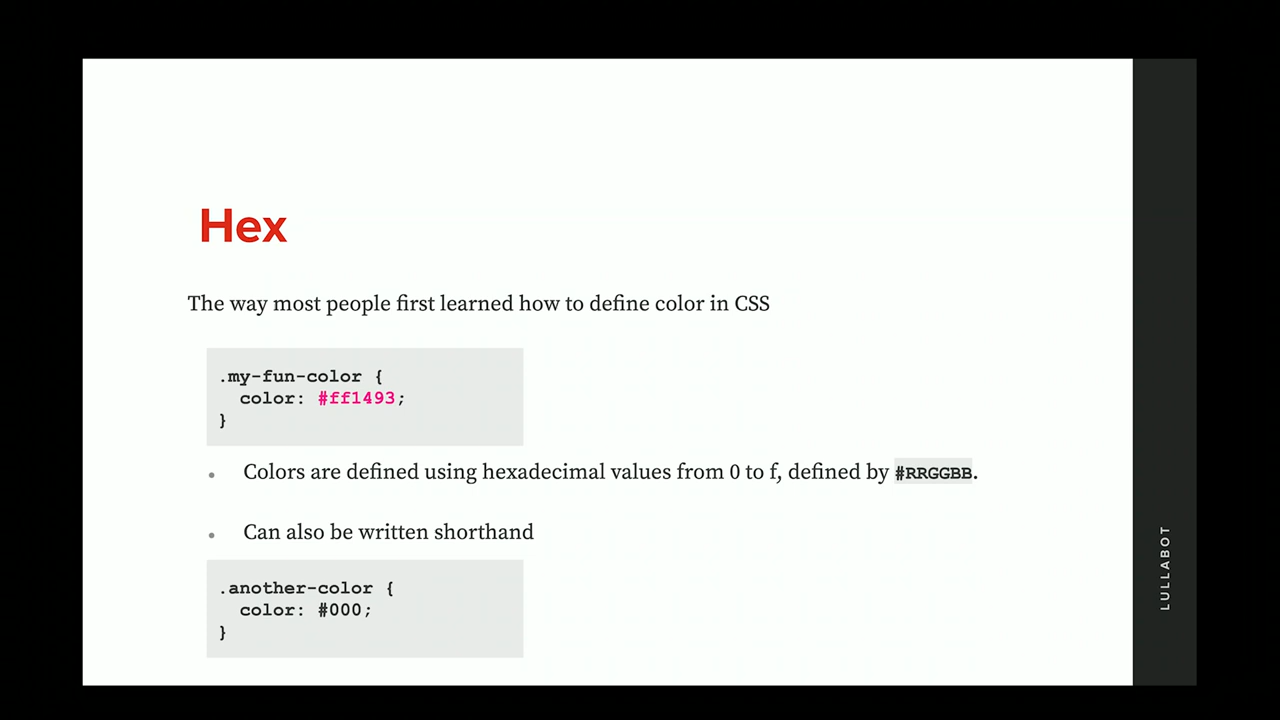 Hex
The way most people first learned how to define color in CSS
.my-fun-color {
color: #ff1493;
}
Colors are defined using hexadecimal values from 0 to f, defined by #RRGGBB.
Can also be written shorthand
.another-color {
color: #000;
}
LULLABOT